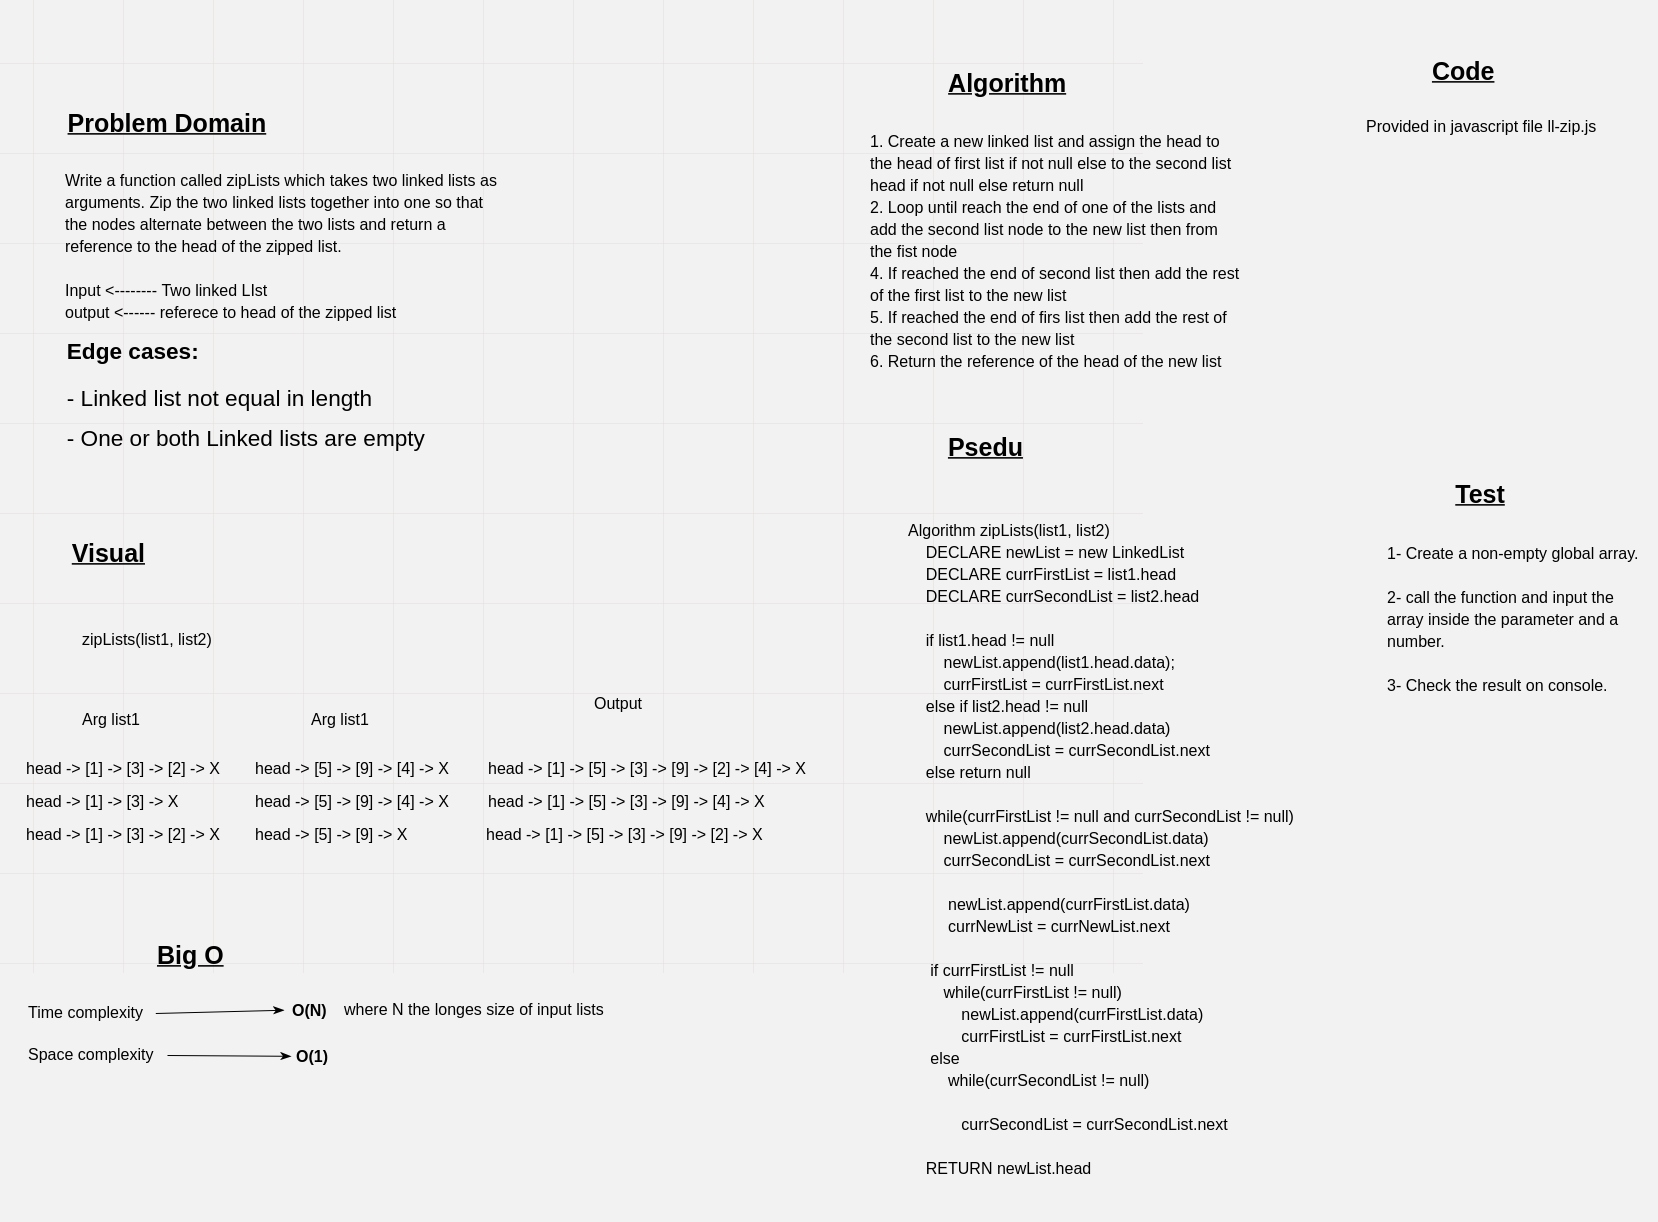 Problem Domain
Write a function called zipLists which takes two linked lists as
arguments. Zip the two linked lists together into one so that
the nodes alternate between the two lists and return a
reference to the head of the zipped list.
Input <-------- Two linked LIst
output <------ referece to head of the zipped list
Edge cases:
- Linked list not equal in length
- One or both Linked lists are empty
Visual
zipLists(list1, list2)
Arg list1
Arg list1
Output
head -> [1] -> [3] -> [2] -> X
head -> [5] -> [9] -> [4] -> X
head -> [1] -> [5] -> [3] -> [9] -> [2] -> [4] -> X
head -> [1] -> [3] -> X
head -> [5] -> [9] -> [4] -> X
head -> [1] -> [5] -> [3] -> [9] -> [4] -> X
head -> [1] -> [3] -> [2] -> X
head -> [5] -> [9] -> X
head -> [1] -> [5] -> [3] -> [9] -> [2] -> X
Big O
Time complexity
O(N)
where N the longes size of input lists
Space complexity
O(1)
Algorithm
1. Create a new linked list and assign the head to
the head of first list if not null else to the second list
head if not null else return null
2. Loop until reach the end of one of the lists and
add the second list node to the new list then from
the fist node
4. If reached the end of second list then add the rest
of the first list to the new list
5. If reached the end of firs list then add the rest of
the second list to the new list
6. Return the reference of the head of the new list
Psedu
Algorithm zipLists(list1, list2)
DECLARE newList = new LinkedList
DECLARE currFirstList = list1.head
DECLARE currSecondList = list2.head
if list1.head != null
newList.append(list1.head.data);
currFirstList = currFirstList.next
else if list2.head != null
newList.append(list2.head.data)
currSecondList = currSecondList.next
else return null
while(currFirstList != null and currSecondList != null)
newList.append(currSecondList.data)
currSecondList = currSecondList.next
newList.append(currFirstList.data)
currNewList = currNewList.next
if currFirstList != null
while(currFirstList != null)
newList.append(currFirstList.data)
currFirstList = currFirstList.next
else
while(currSecondList != null)
currSecondList = currSecondList.next
RETURN newList.head
Code
Provided in javascript file ll-zip.js
Test
1- Create a non-empty global array.
2- call the function and input the
array inside the parameter and a
number.
3- Check the result on console.